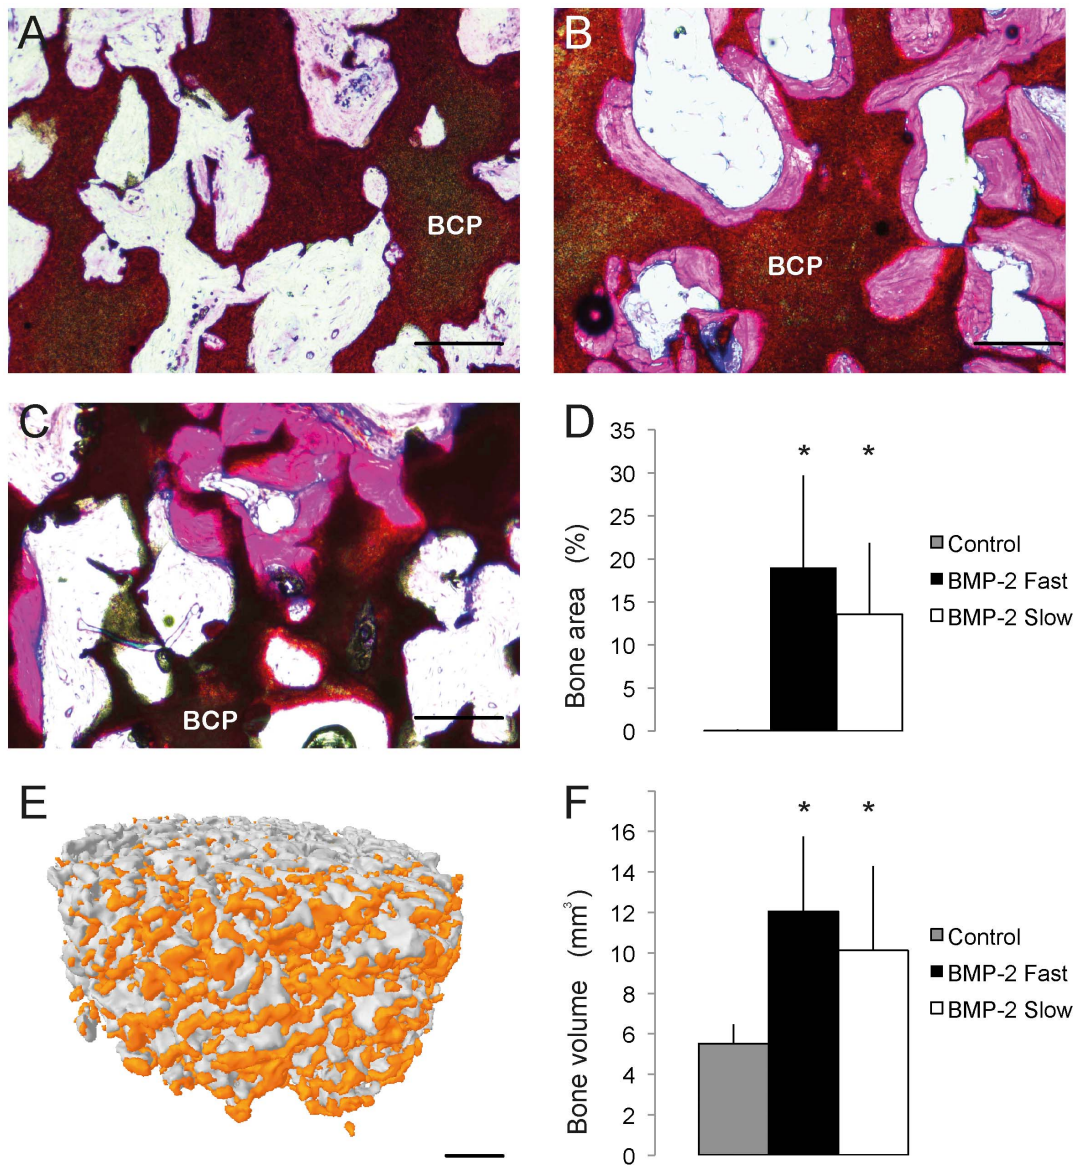 A
BCP
B
BCP
C
BCP
D
35
30
25
20
15
10
5
0
Bone area (%)
* *
Control
BMP-2 Fast
BMP-2 Slow
E
F
16
14
12
10
8
6
4
2
0
Bone volume (mm³)
* *
Control
BMP-2 Fast
BMP-2 Slow